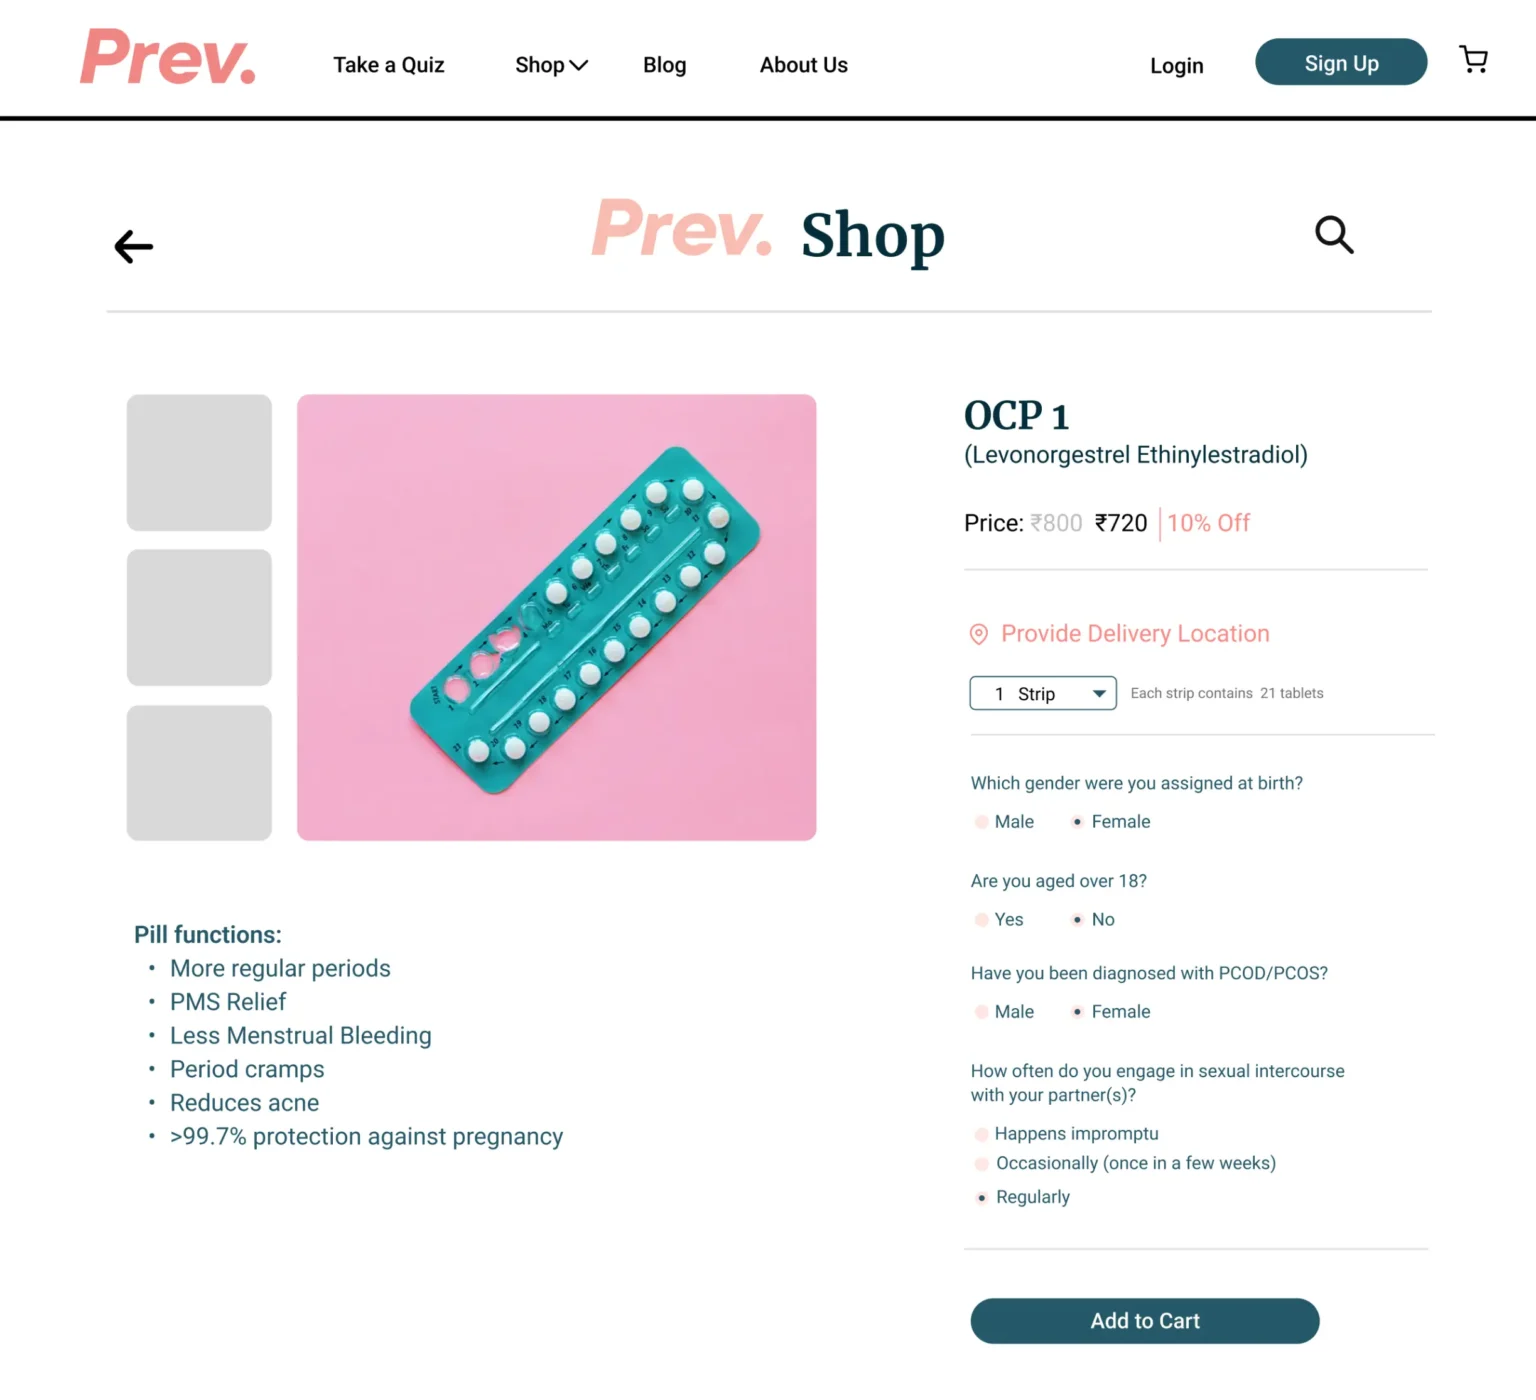 Prev.
Take a Quiz
Shop
Blog
About Us
Login
Sign Up
Prev. Shop
OCP 1
(Levonorgestrel Ethinylestradiol)
Price: ₹800 ₹720 10% Off
Provide Delivery Location
1 Strip
Each strip contains 21 tablets
Which gender were you assigned at birth?
Male Female
Are you aged over 18?
Yes No
Have you been diagnosed with PCOD/PCOS?
Male Female
How often do you engage in sexual intercourse
with your partner(s)?
Happens impromptu
Occasionally (once in a few weeks)
Regularly
Add to Cart
Pill functions:
• More regular periods
• PMS Relief
• Less Menstrual Bleeding
• Period cramps
• Reduces acne
• >99.7% protection against pregnancy